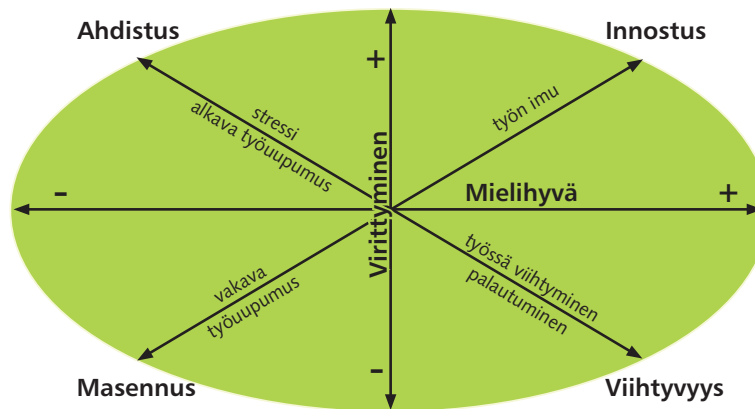 Ahdistus
Innostus
+
stressi
alkava työuupumus
työn imu
Virittyminen
-
Mielihyvä
+
vakava
työuupumus
työssä viihtyminen
palautuminen
-
Masennus
Viihtyvyys